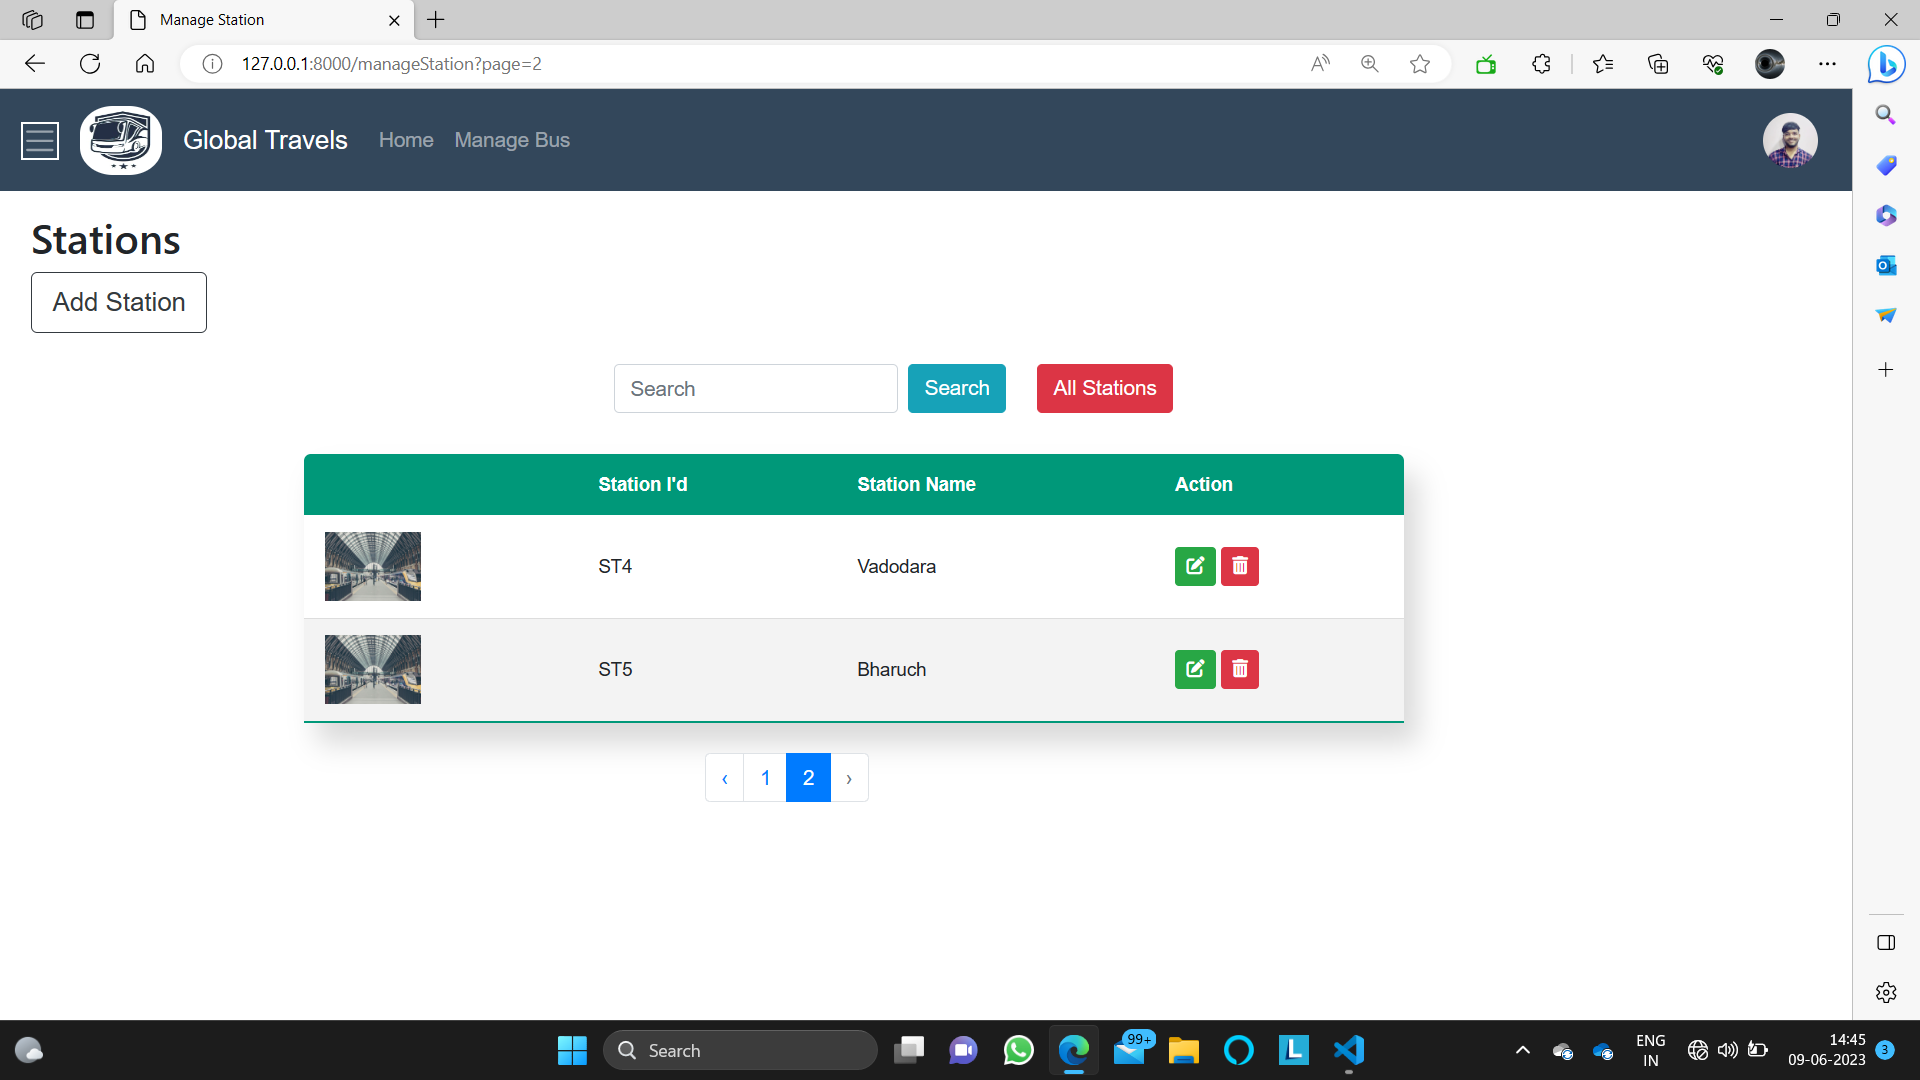 Manage Station
127.0.0.1:8000/manageStation?page=2
Global Travels Home Manage Bus
Stations
Add Station
Search Search All Stations
Station I'd Station Name Action
ST4 Vadodara
ST5 Bharuch
‹ 1 2 ›
Search
99+
L
ENG
IN
14:45
09-06-2023
3